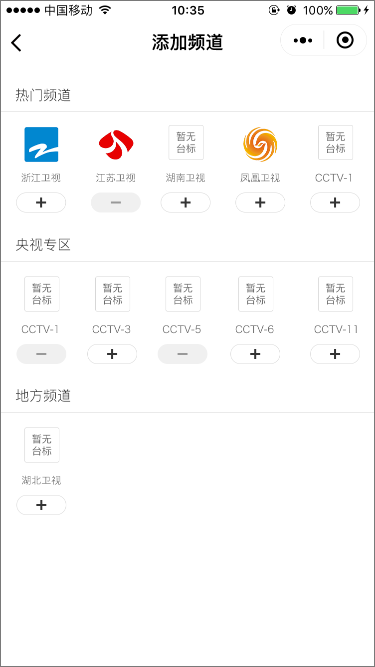 中国移动 10:35 100%
添加频道
热门频道
暂无 暂无
台标 台标
浙江卫视 江苏卫视 湖南卫视 凤凰卫视 CCTV-1
+ − + + +
央视专区
暂无 暂无 暂无 暂无 暂无
台标 台标 台标 台标 台标
CCTV-1 CCTV-3 CCTV-5 CCTV-6 CCTV-11
− + − + +
地方频道
暂无
台标
湖北卫视
+